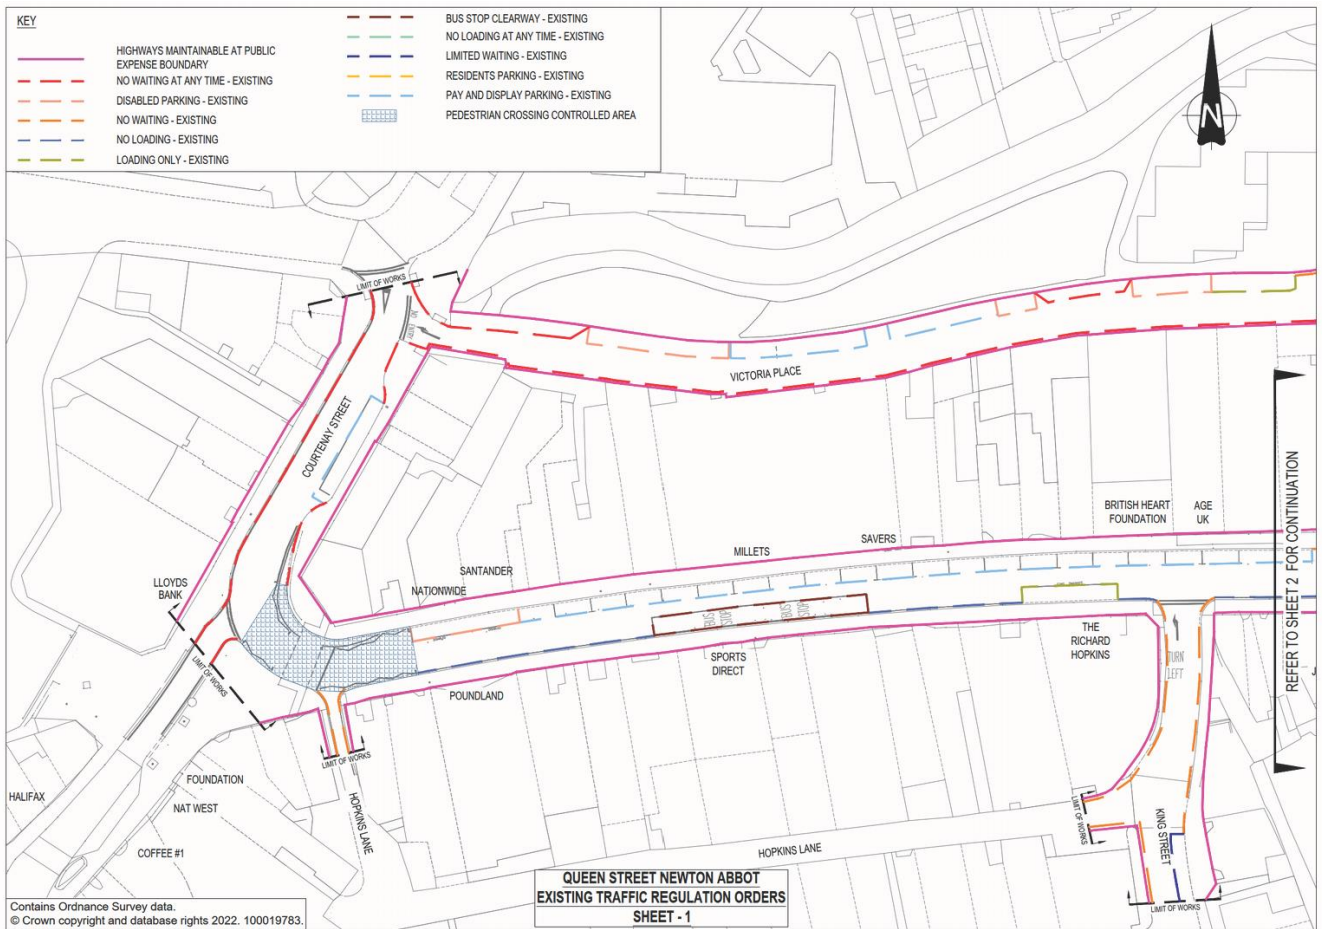 KEY
HIGHWAYS MAINTAINABLE AT PUBLIC
EXPENSE BOUNDARY
NO WAITING AT ANY TIME - EXISTING
DISABLED PARKING - EXISTING
NO WAITING - EXISTING
NO LOADING - EXISTING
LOADING ONLY - EXISTING
BUS STOP CLEARWAY - EXISTING
NO LOADING AT ANY TIME - EXISTING
LIMITED WAITING - EXISTING
RESIDENTS PARKING - EXISTING
PAY AND DISPLAY PARKING - EXISTING
PEDESTRIAN CROSSING CONTROLLED AREA
N
LIMIT OF WORKS
NO
ENTRY
VICTORIA PLACE
COURTENAY STREET
REFER TO SHEET 2 FOR CONTINUATION
BRITISH HEART
FOUNDATION
AGE
UK
SAVERS
MILLETS
SANTANDER
NATIONWIDE
LLOYDS
BANK
LIMIT OF WORKS
BUS
STOP
BUS
STOP
THE
RICHARD
HOPKINS
SPORTS
DIRECT
TURN
LEFT
POUNDLAND
LIMIT OF WORKS
FOUNDATION
NAT WEST
HALIFAX
COFFEE #1
HOPKINS LANE
HOPKINS LANE
LIMIT OF WORKS
KING STREET
LIMIT OF WORKS
QUEEN STREET NEWTON ABBOT
EXISTING TRAFFIC REGULATION ORDERS
SHEET - 1
Contains Ordnance Survey data.
© Crown copyright and database rights 2022. 100019783.